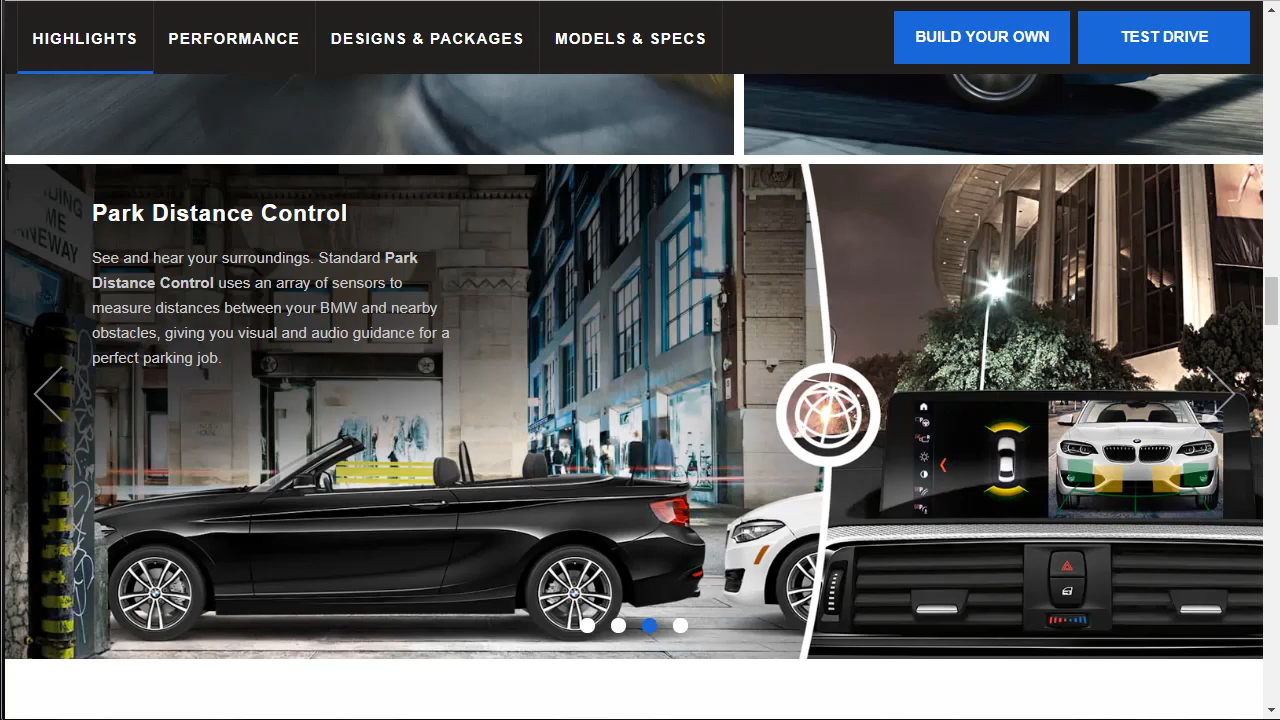 HIGHLIGHTS
PERFORMANCE
DESIGNS & PACKAGES
MODELS & SPECS
BUILD YOUR OWN
TEST DRIVE
Park Distance Control
See and hear your surroundings. Standard Park
Distance Control uses an array of sensors to
measure distances between your BMW and nearby
obstacles, giving you visual and audio guidance for a
perfect parking job.